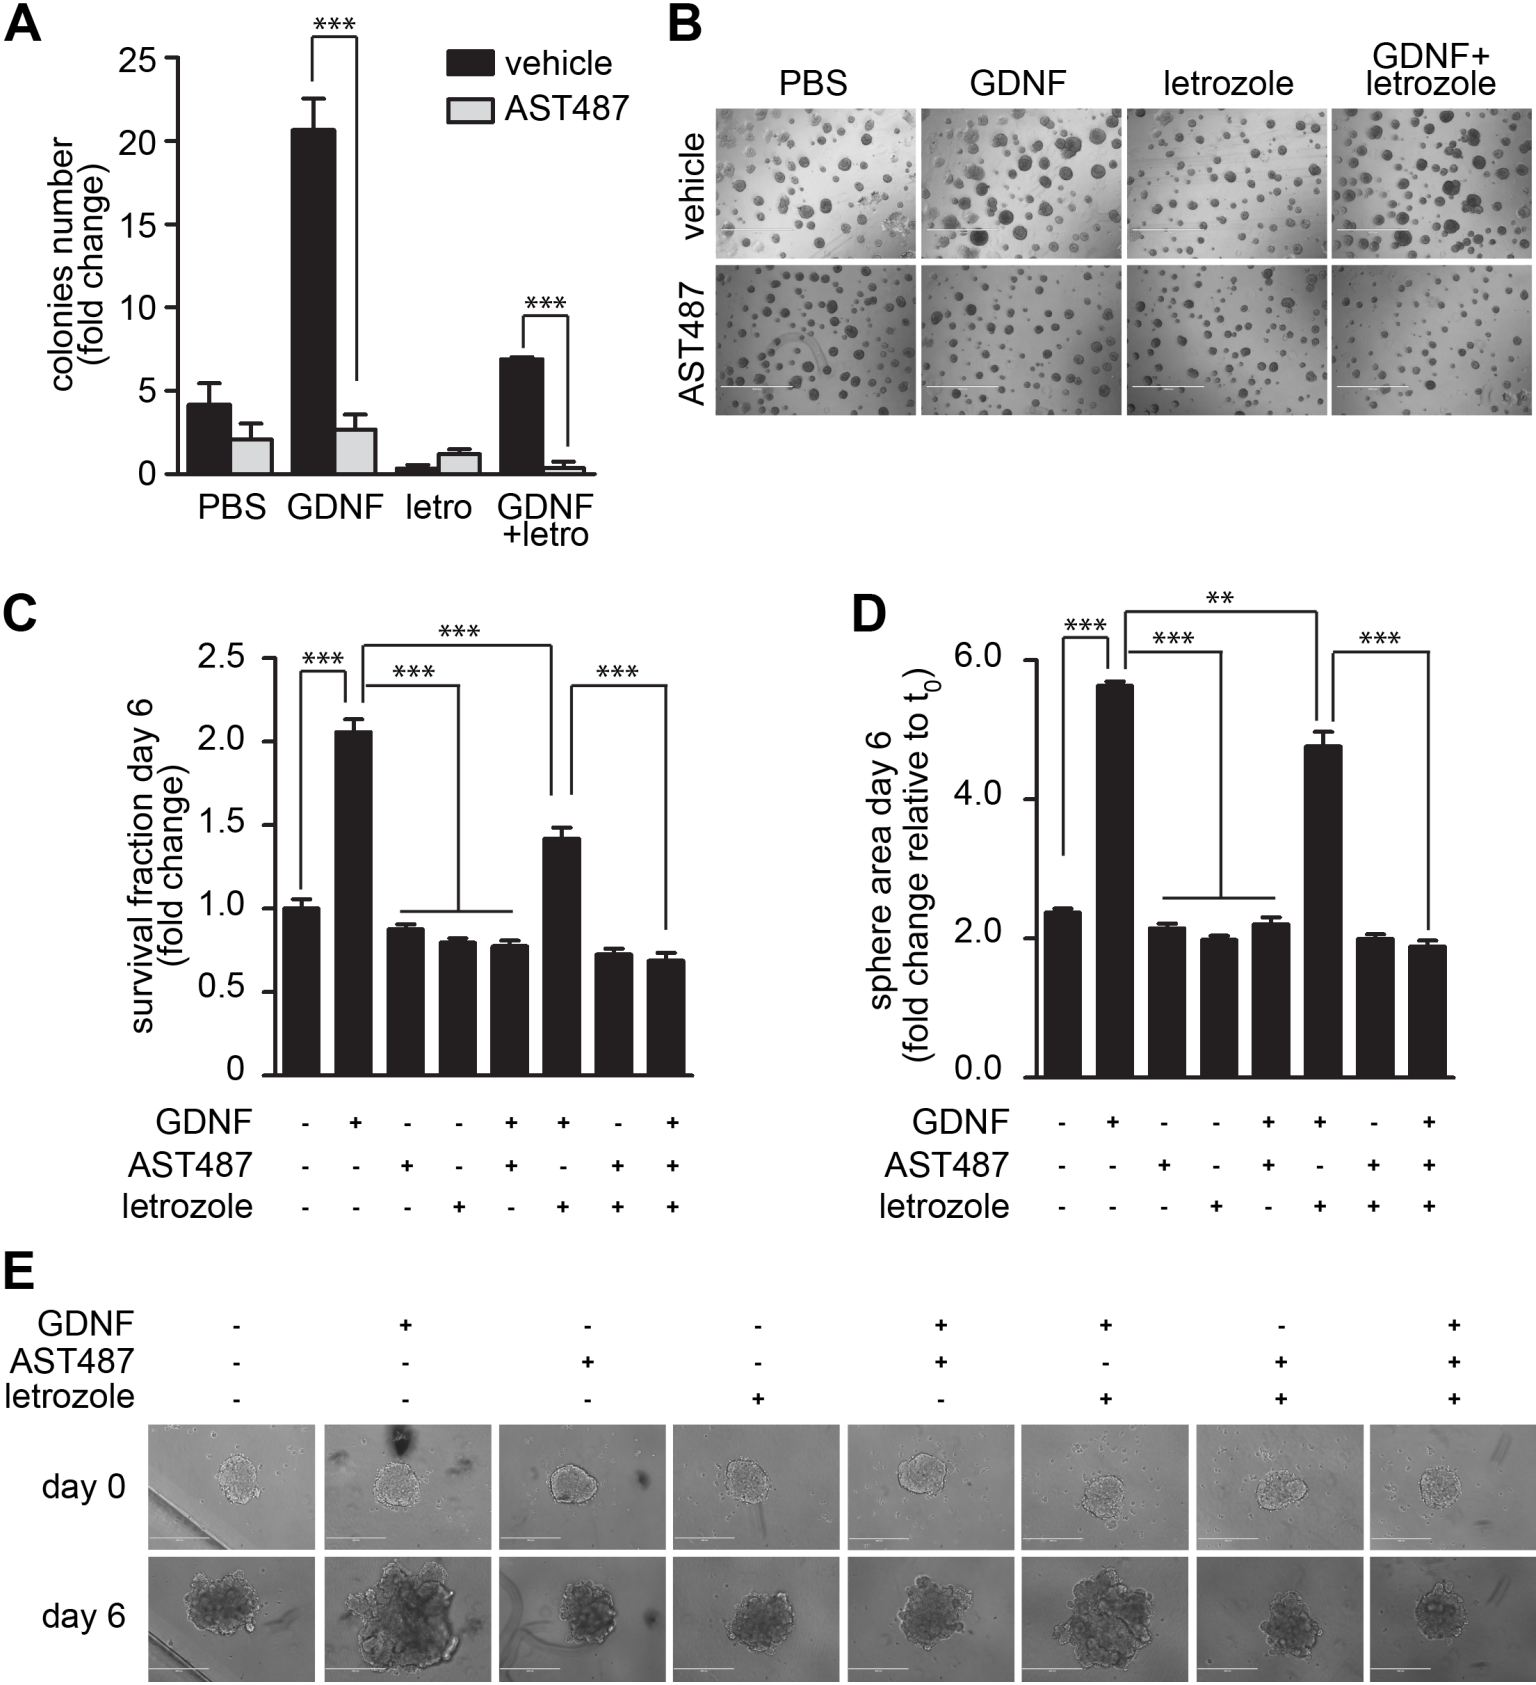 A
***
25
20
15
10
5
0
colonies number
(fold change)
vehicle
AST487
***
PBS
GDNF
letro
GDNF
+letro
B
PBS
GDNF
letrozole
GDNF+
letrozole
vehicle
AST487
C
***
***
***
***
2.5
2.0
1.5
1.0
0.5
0
survival fraction day 6
(fold change)
GDNF - + - - + + - +
AST487 - - + - + - + +
letrozole - - - + - + + +
D
**
***
***
***
6.0
4.0
2.0
0.0
sphere area day 6
(fold change relative to t0)
GDNF - + - - + + - +
AST487 - - + - + - + +
letrozole - - - + - + + +
E
GDNF - + - - + + - +
AST487 - - + - + - + +
letrozole - - - + - + + +
day 0
day 6